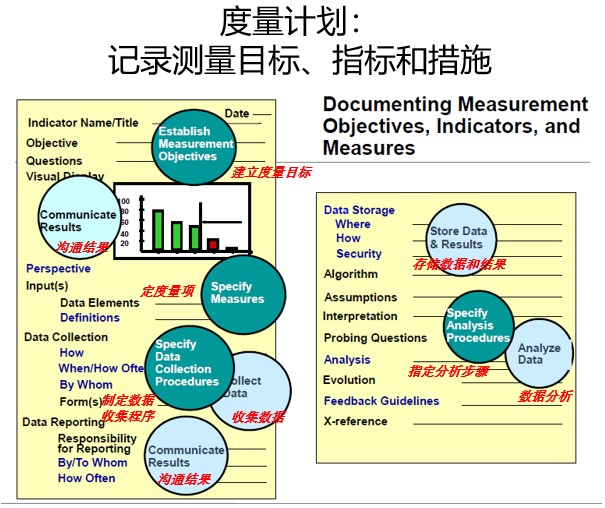 度量计划：
记录测量目标、指标和措施
Documenting Measurement
Objectives, Indicators, and
Measures
Date
Indicator Name/Title
Establish
Measurement
Objectives
Objective
Questions
建立度量目标
Visual Display
Communicate
Results
沟通结果
100
80
60
40
20
Perspective
Input(s)
定度量项
Specify
Measures
Data Elements
Definitions
Data Collection
Specify
Data
Collection
Procedures
How
When/How Ofte
By Whom
Form(s)
制定数据
收集程序
ollect
Data
收集数据
Data Reporting
Responsibility
for Reporting
By/To Whom
How Often
Communicate
Results
沟通结果
Data Storage
Where
How
Security
Store Data
& Results
存储数据和结果
Algorithm
Assumptions
Interpretation
Specify
Analysis
Procedures
Probing Questions
Analysis
指定分析步骤
Analyze
Data
数据分析
Evolution
Feedback Guidelines
X-reference